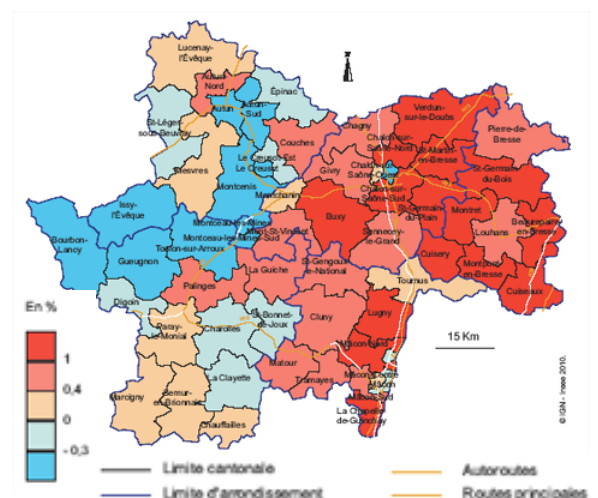 Lucenay-
l'Évêque
Autun-
Nord
Épinac
Autun
Autun-
Sud
St-Léger-
sous-Beuvray
Mesvres
Le Creusot-Est
Le Creusot
Couches
Chagny
Chalon-sur-
Saône-Nord
Verdun-
sur-le-Doubs
Pierre-de-
Bresse
St-Martin-
en-Bresse
Givry
Chalon-sur-
Saône-Ouest
Chalon-sur-
Saône-Sud
St-Germain-
du-Bois
Montcenis
Montchanin
Issy-
l'Évêque
Buxy
St-Germain-
du-Plain
Montret
Beaurepaire-
en-Bresse
Louhans
Montceau-les-Mines
Mont-St-Vincent
Sennecey-
le-Grand
Bourbon-
Lancy
Montceau-les-Mines-Sud
Toulon-sur-Arroux
Gueugnon
Cuisery
Montpont-
en-Bresse
Cuiseaux
St-Gengoux-
le-National
La Guiche
Palinges
Tournus
Digoin
En %
Paray-
le-Monial
Charolles
St-Bonnet-
de-Joux
Cluny
Lugny
15 Km
Mâcon-Nord
1
Matour
Tramayes
Mâcon-Centre
Mâcon
Mâcon-Sud
0,4
La Clayette
Marcigny
Semur-
en-Brionnais
La Chapelle-
de-Guinchay
0
Chauffailles
- 0,3
© IGN - Insee 2010.
Limite cantonale
Autoroutes
Limite d'arrondissement
Routes principales